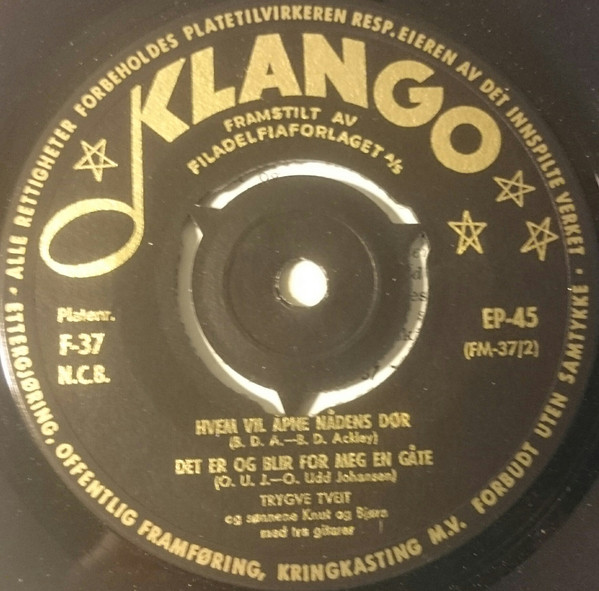 ALLE RETTIGHETER FORBEHOLDES PLATETILVIRKEREN RESP. EIEREN AV DET INNSPILTE VERKET
KLANGO
FRAMSTILT AV
FILADELFIAFORLAGET A/S
Platenr.
F-37
N.C.B.
EP-45
(FM-37/2)
HVEM VIL ÅPNE NÅDENS DØR
(B. D. A.—B. D. Ackley)
DET ER OG BLIR FOR MEG EN GÅTE
(O. U. J.—O. Udd Johansen)
TRYGVE TVEIT
og sønnene Knut og Bjørn
med tre gitarer
ETTERGJØRING, OFFENTLIG FRAMFØRING, KRINGKASTING M.V. FORBUDT UTEN SAMTYKKE